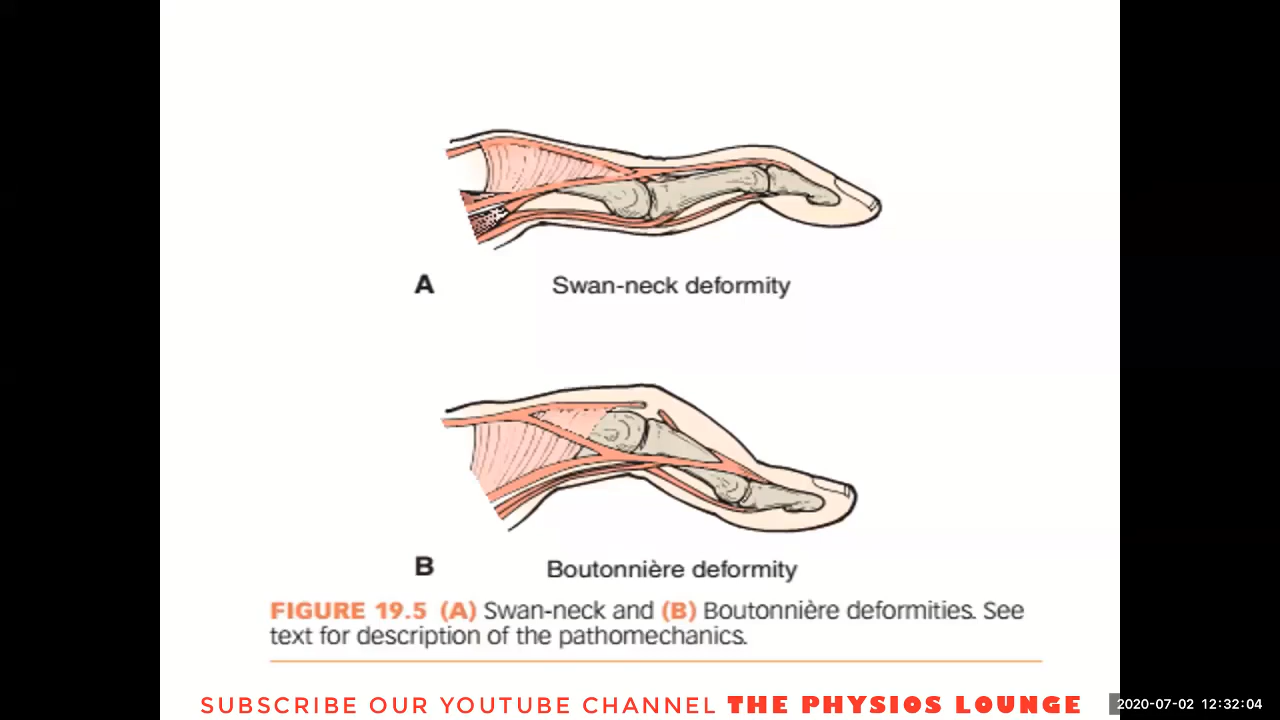 A Swan-neck deformity
B Boutonnière deformity
FIGURE 19.5 (A) Swan-neck and (B) Boutonnière deformities. See
text for description of the pathomechanics.
SUBSCRIBE OUR YOUTUBE CHANNEL THE PHYSIOS LOUNGE
2020-07-02 12:32:04